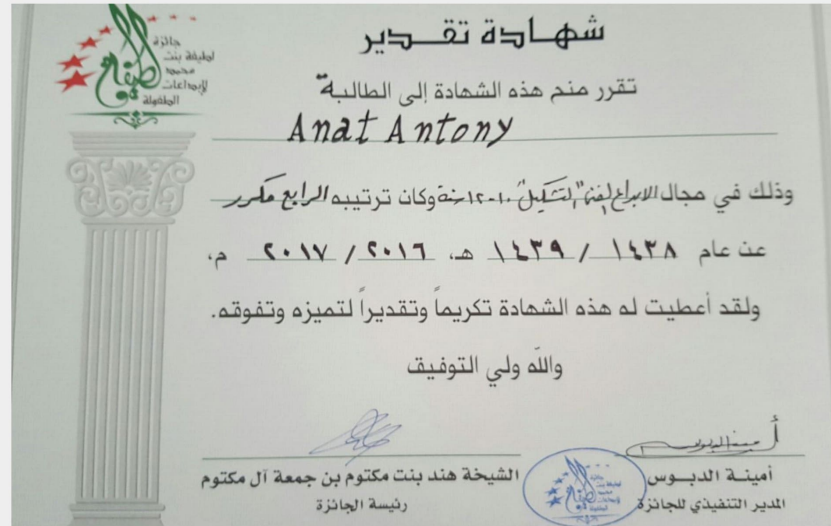 جائزة
لطيفة بنت
محمد
لإبداعات
الطفولة
شهادة تقدير
تقرر منح هذه الشهادة إلى الطالبة
Anat Antony
وذلك في مجال الابداع الفني "التشكيل" ١٠-١٢ سنة وكان ترتيبه الرابع مكرر
عن عام ١٤٣٨ / ١٤٣٩ هـ، ٢٠١٦ / ٢٠١٧ م،
ولقد أعطيت له هذه الشهادة تكريماً وتقديراً لتميزه وتفوقه.
والله ولي التوفيق
أمينة الدبوس
المدير التنفيذي للجائزة
الشيخة هند بنت مكتوم بن جمعة آل مكتوم
رئيسة الجائزة